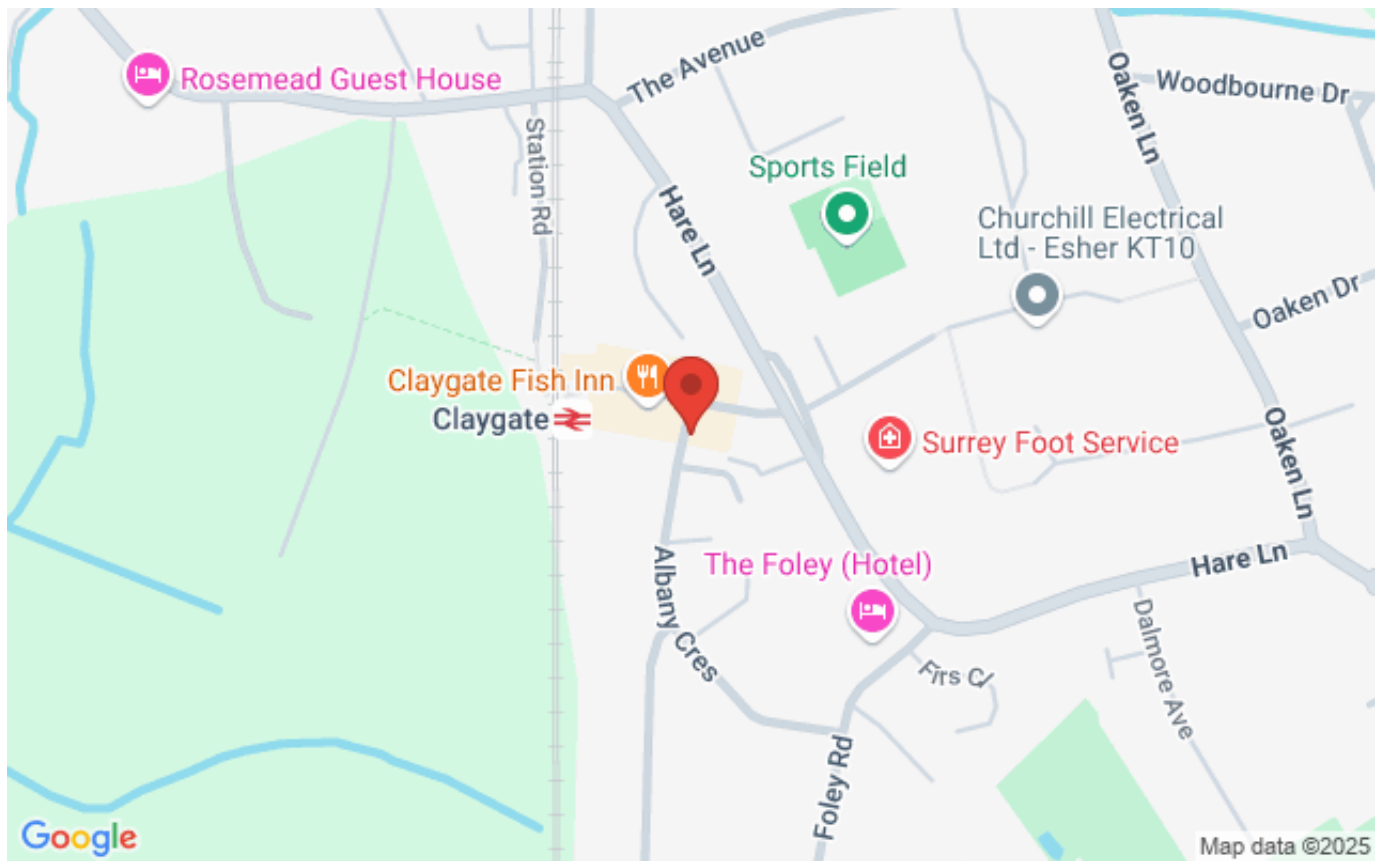 The Avenue
Rosemead Guest House
Oaken Ln
Woodbourne Dr
Station Rd
Sports Field
Hare Ln
Churchill Electrical
Ltd - Esher KT10
Oaken Dr
Claygate Fish Inn
Claygate
Surrey Foot Service
Oaken Ln
Albany Cres
The Foley (Hotel)
Hare Ln
Firs Cl
Dalmore Ave
Foley Rd
Google
Map data ©2025